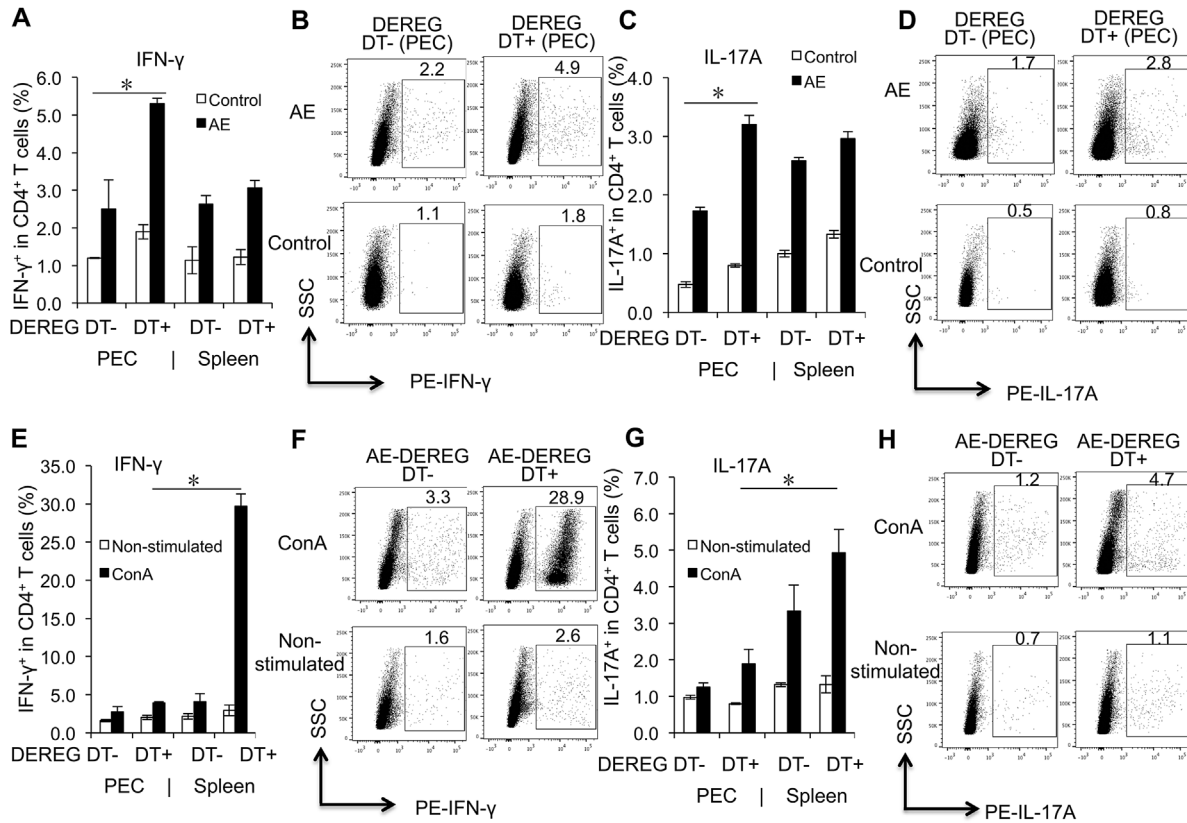 A
IFN-γ
IFN-γ+ in CD4+ T cells (%)
6.0
5.0
4.0
3.0
2.0
1.0
0.0
*
Control
AE
DEREG DT- DT+ DT- DT+
PEC | Spleen
B
DEREG DEREG
DT- (PEC) DT+ (PEC)
AE
2.2 4.9
Control
1.1 1.8
SSC
PE-IFN-γ
C
IL-17A
IL-17A+ in CD4+ T cells (%)
4.0
3.0
2.0
1.0
0.0
*
Control
AE
DEREG DT- DT+ DT- DT+
PEC | Spleen
D
DEREG DEREG
DT- (PEC) DT+ (PEC)
AE
1.7 2.8
Control
0.5 0.8
SSC
PE-IL-17A
E
IFN-γ
IFN-γ+ in CD4+ T cells (%)
35.0
30.0
25.0
20.0
15.0
10.0
5.0
0.0
*
Non-stimulated
ConA
DEREG DT- DT+ DT- DT+
PEC | Spleen
F
AE-DEREG AE-DEREG
DT- DT+
ConA
3.3 28.9
Non-
stimulated
1.6 2.6
SSC
PE-IFN-γ
G
IL-17A
IL-17A+ in CD4+ T cells (%)
7.0
6.0
5.0
4.0
3.0
2.0
1.0
0.0
*
Non-stimulated
ConA
DEREG DT- DT+ DT- DT+
PEC | Spleen
H
AE-DEREG AE-DEREG
DT- DT+
ConA
1.2 4.7
Non-
stimulated
0.7 1.1
SSC
PE-IL-17A